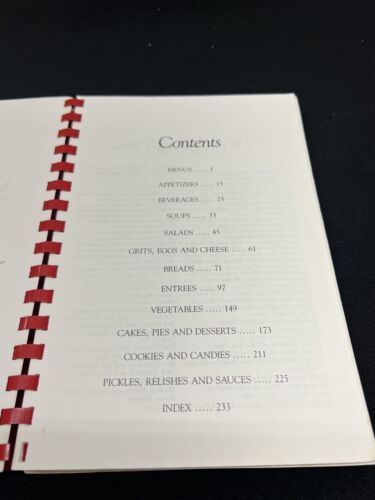 Contents
MENUS ..... 3
APPETIZERS ..... 15
BEVERAGES ..... 25
SOUPS ..... 33
SALADS ..... 45
GRITS, EGGS AND CHEESE ..... 61
BREADS ..... 71
ENTREES ..... 97
VEGETABLES ..... 149
CAKES, PIES AND DESSERTS ..... 173
COOKIES AND CANDIES ..... 211
PICKLES, RELISHES AND SAUCES ..... 225
INDEX ..... 233